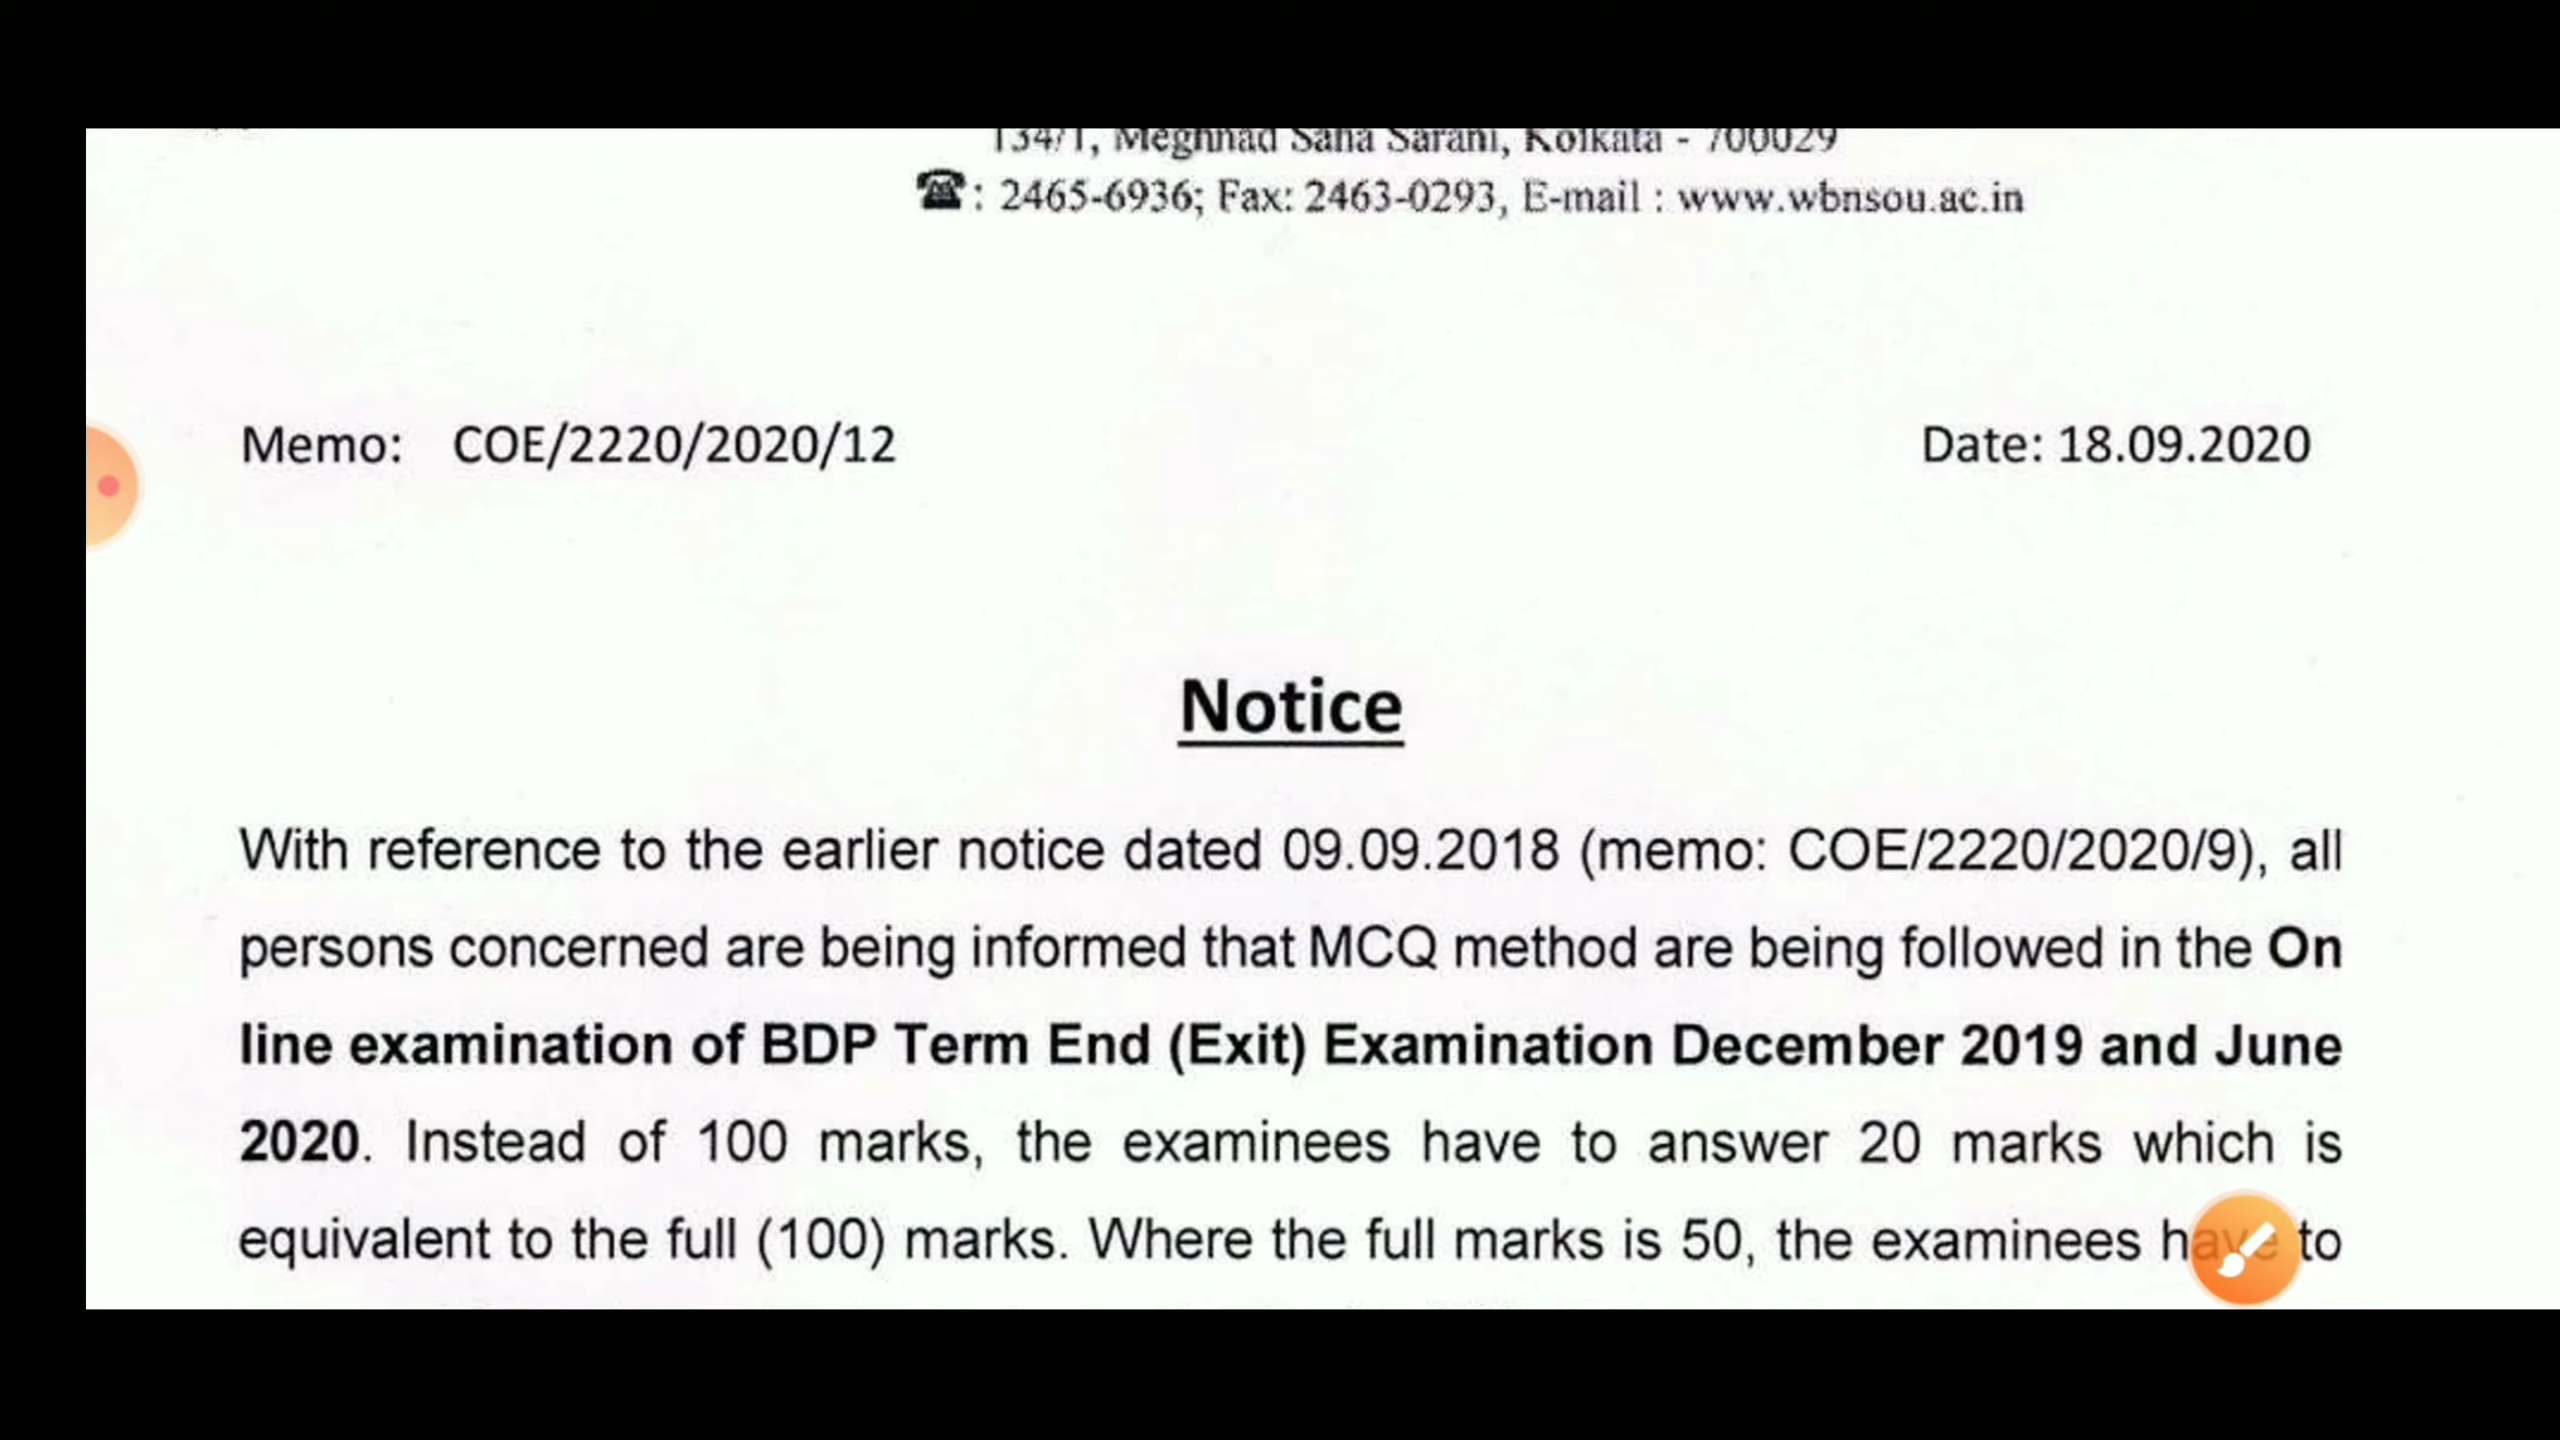 134/1, Meghnad Saha Sarani, Kolkata - 700029
☎: 2465-6936; Fax: 2463-0293, E-mail : www.wbnsou.ac.in
Memo: COE/2220/2020/12 Date: 18.09.2020
Notice
With reference to the earlier notice dated 09.09.2018 (memo: COE/2220/2020/9), all
persons concerned are being informed that MCQ method are being followed in the On
line examination of BDP Term End (Exit) Examination December 2019 and June
2020. Instead of 100 marks, the examinees have to answer 20 marks which is
equivalent to the full (100) marks. Where the full marks is 50, the examinees have to